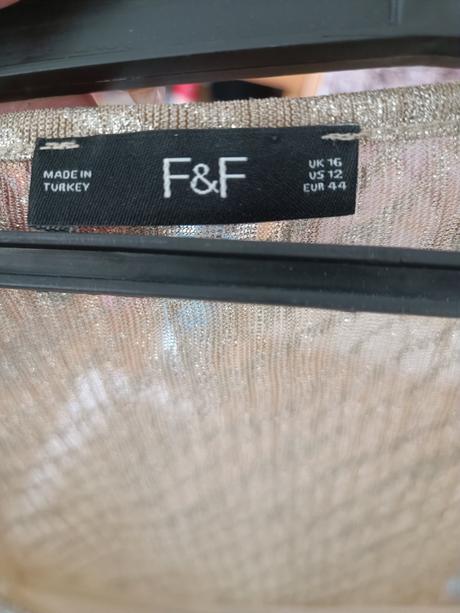 MADE IN
TURKEY
F&F
UK 16
US 12
EUR 44